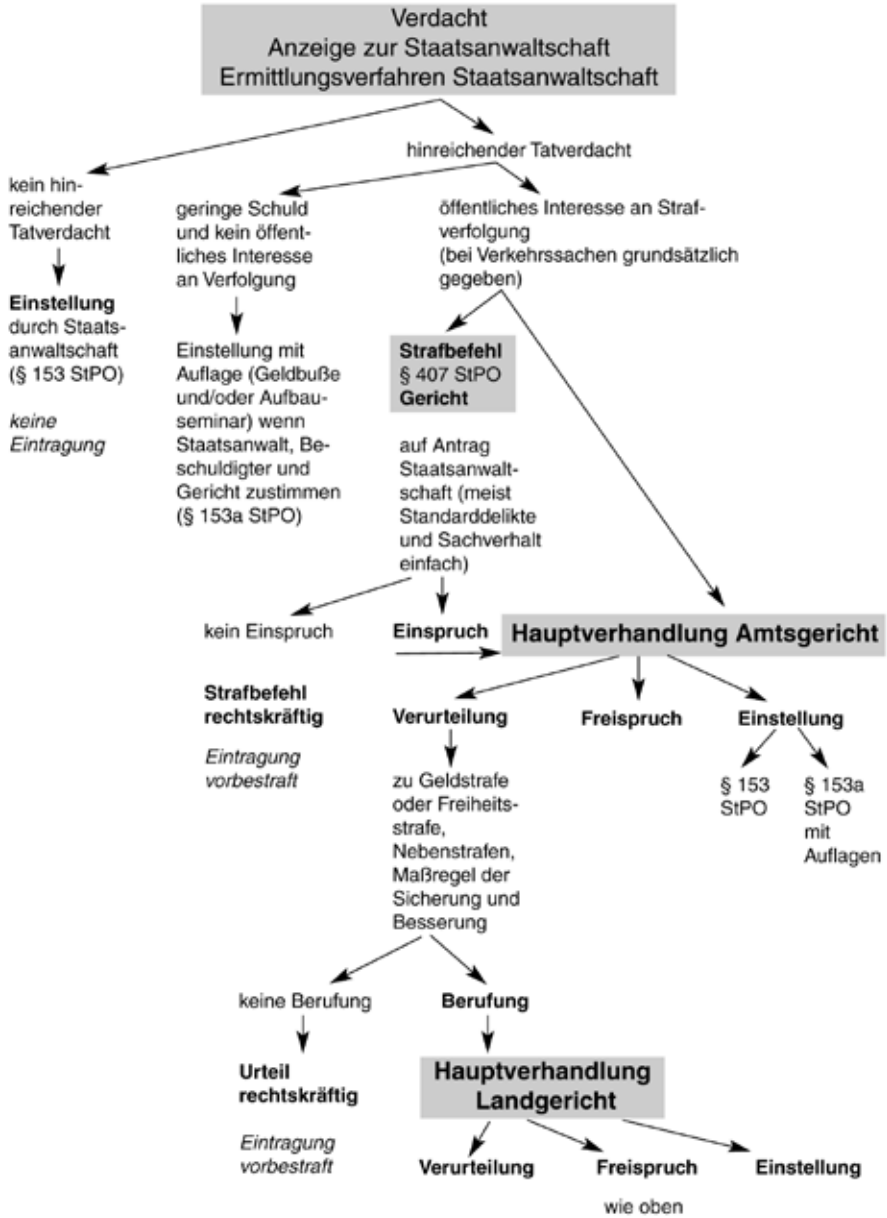 Verdacht
Anzeige zur Staatsanwaltschaft
Ermittlungsverfahren Staatsanwaltschaft
hinreichender Tatverdacht
kein hin-
reichender
Tatverdacht
geringe Schuld
und kein öffent-
liches Interesse
an Verfolgung
öffentliches Interesse an Straf-
verfolgung
(bei Verkehrssachen grundsätzlich
gegeben)
Einstellung
durch Staats-
anwaltschaft
(§ 153 StPO)
keine
Eintragung
Einstellung mit
Auflage (Geldbuße
und/oder Aufbau-
seminar) wenn
Staatsanwalt, Be-
schuldigter und
Gericht zustimmen
(§ 153a StPO)
Strafbefehl
§ 407 StPO
Gericht
auf Antrag
Staatsanwalt-
schaft (meist
Standarddelikte
und Sachverhalt
einfach)
kein Einspruch
Einspruch
Hauptverhandlung Amtsgericht
Strafbefehl
rechtskräftig
Eintragung
vorbestraft
Verurteilung
Freispruch
Einstellung
zu Geldstrafe
oder Freiheits-
strafe,
Nebenstrafen,
Maßregel der
Sicherung und
Besserung
§ 153
StPO
§ 153a
StPO
mit
Auflagen
keine Berufung
Berufung
Urteil
rechtskräftig
Eintragung
vorbestraft
Hauptverhandlung
Landgericht
Verurteilung
Freispruch
Einstellung
wie oben